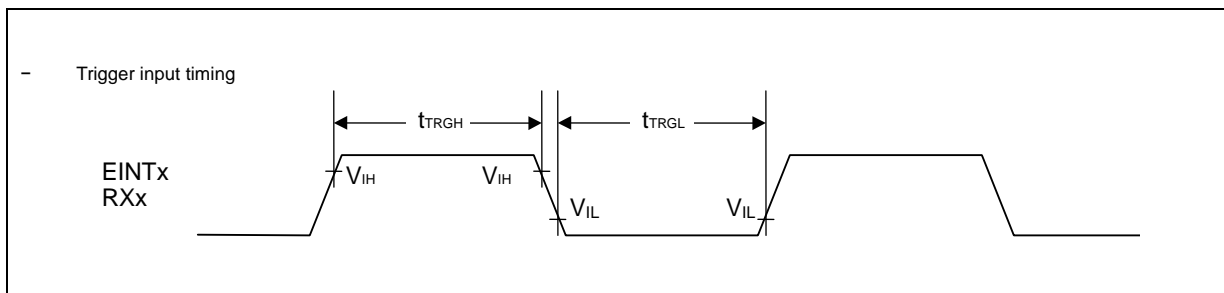 − Trigger input timing
tTRGH
tTRGL
EINTx
RXx
VIH
VIH
VIL
VIL